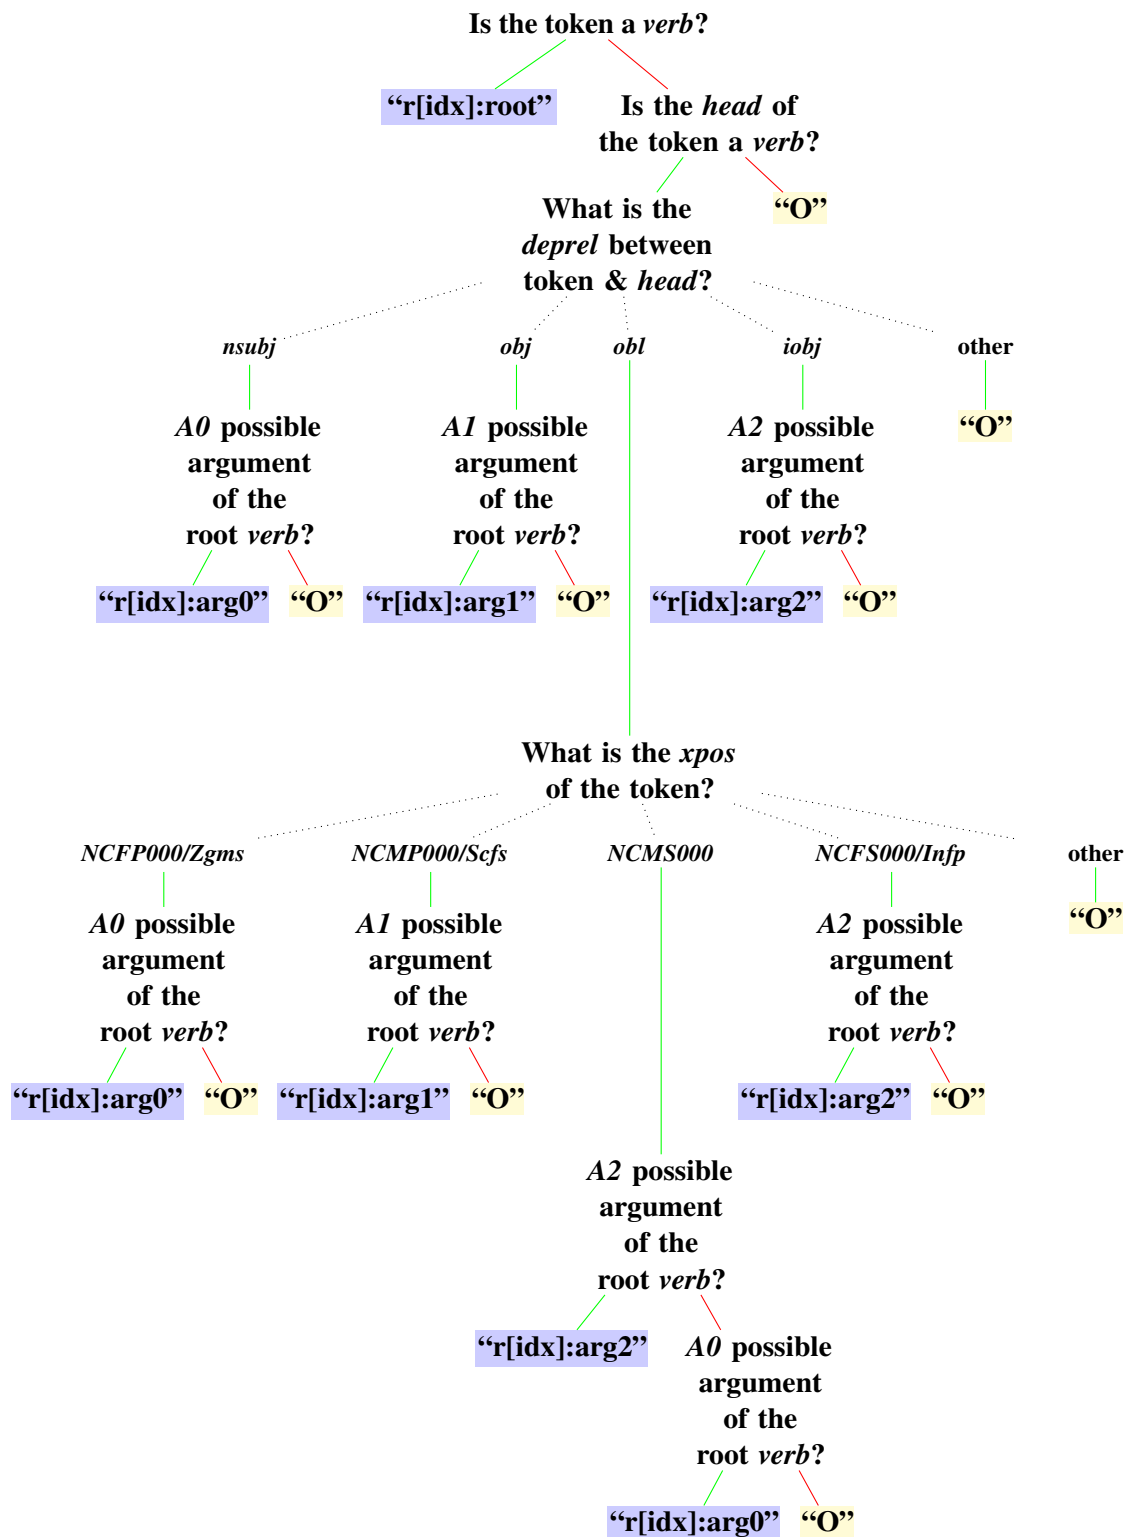 Is the token a verb?
“r[idx]:root”
Is the head of
the token a verb?
“O”
What is the
deprel between
token & head?
nsubj
obj
obl
iobj
other
A0 possible
argument
of the
root verb?
A1 possible
argument
of the
root verb?
A2 possible
argument
of the
root verb?
“O”
“r[idx]:arg0”
“O”
“r[idx]:arg1”
“O”
“r[idx]:arg2”
“O”
What is the xpos
of the token?
NCFP000/Zgms
NCMP000/Scfs
NCMS000
NCFS000/Infp
other
A0 possible
argument
of the
root verb?
A1 possible
argument
of the
root verb?
A2 possible
argument
of the
root verb?
“O”
“r[idx]:arg0”
“O”
“r[idx]:arg1”
“O”
“r[idx]:arg2”
“O”
A2 possible
argument
of the
root verb?
“r[idx]:arg2”
A0 possible
argument
of the
root verb?
“r[idx]:arg0”
“O”